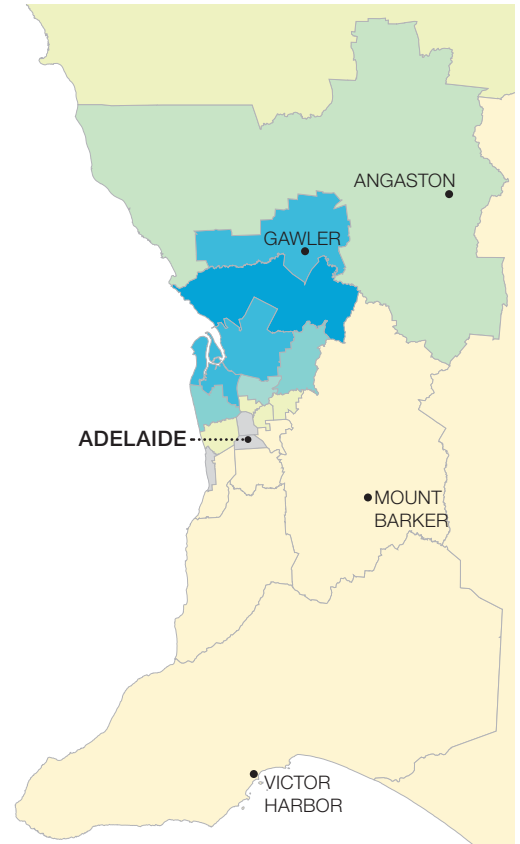 ANGASTON
GAWLER
ADELAIDE
MOUNT
BARKER
VICTOR
HARBOR